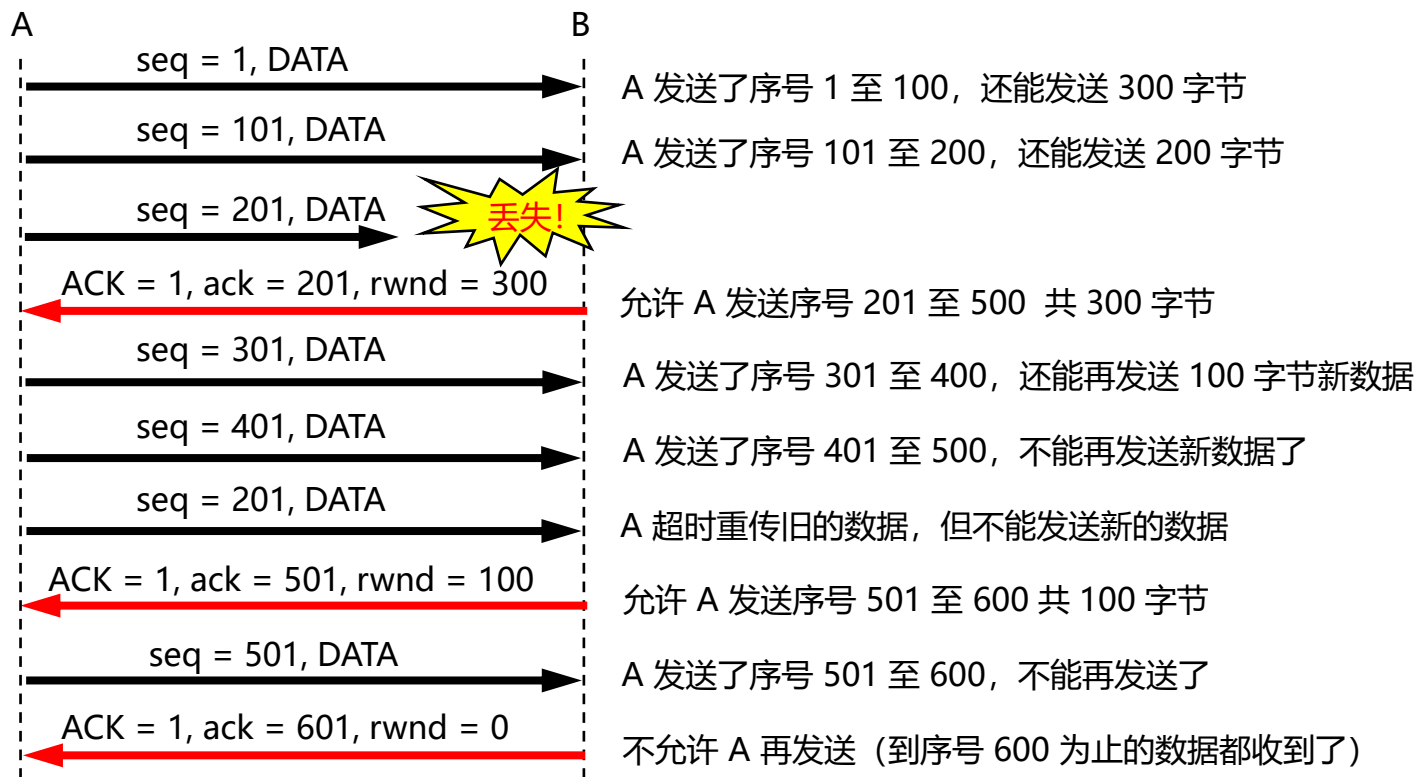 A
B
seq = 1, DATA
A 发送了序号 1 至 100，还能发送 300 字节
seq = 101, DATA
A 发送了序号 101 至 200，还能发送 200 字节
seq = 201, DATA
丢失！
ACK = 1, ack = 201, rwnd = 300
允许 A 发送序号 201 至 500 共 300 字节
seq = 301, DATA
A 发送了序号 301 至 400，还能再发送 100 字节新数据
seq = 401, DATA
A 发送了序号 401 至 500，不能再发送新数据了
seq = 201, DATA
A 超时重传旧的数据，但不能发送新的数据
ACK = 1, ack = 501, rwnd = 100
允许 A 发送序号 501 至 600 共 100 字节
seq = 501, DATA
A 发送了序号 501 至 600，不能再发送了
ACK = 1, ack = 601, rwnd = 0
不允许 A 再发送（到序号 600 为止的数据都收到了）